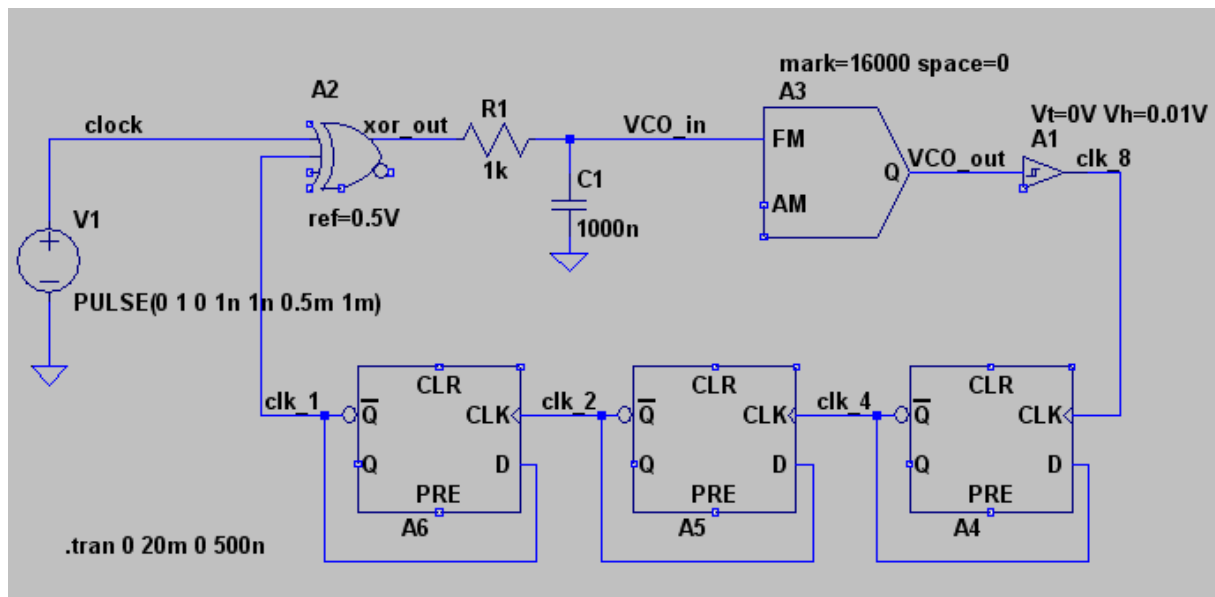 mark=16000 space=0
A2
A3
R1
Vt=0V Vh=0.01V
A1
clock
xor_out
VCO_in
FM
VCO_out
clk_8
1k
Q
C1
AM
V1
ref=0.5V
1000n
PULSE(0 1 0 1n 1n 0.5m 1m)
CLR
CLR
CLR
clk_1
Q
CLK
clk_2
Q
CLK
clk_4
Q
CLK
Q
D
Q
D
Q
D
PRE
PRE
PRE
A6
A5
A4
.tran 0 20m 0 500n